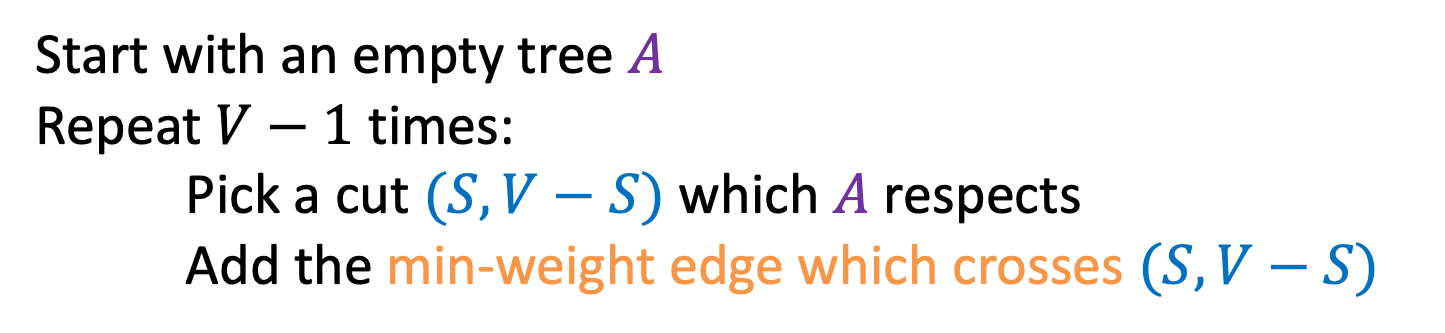 Start with an empty tree A
Repeat V − 1 times:
Pick a cut (S, V − S) which A respects
Add the min-weight edge which crosses (S, V − S)